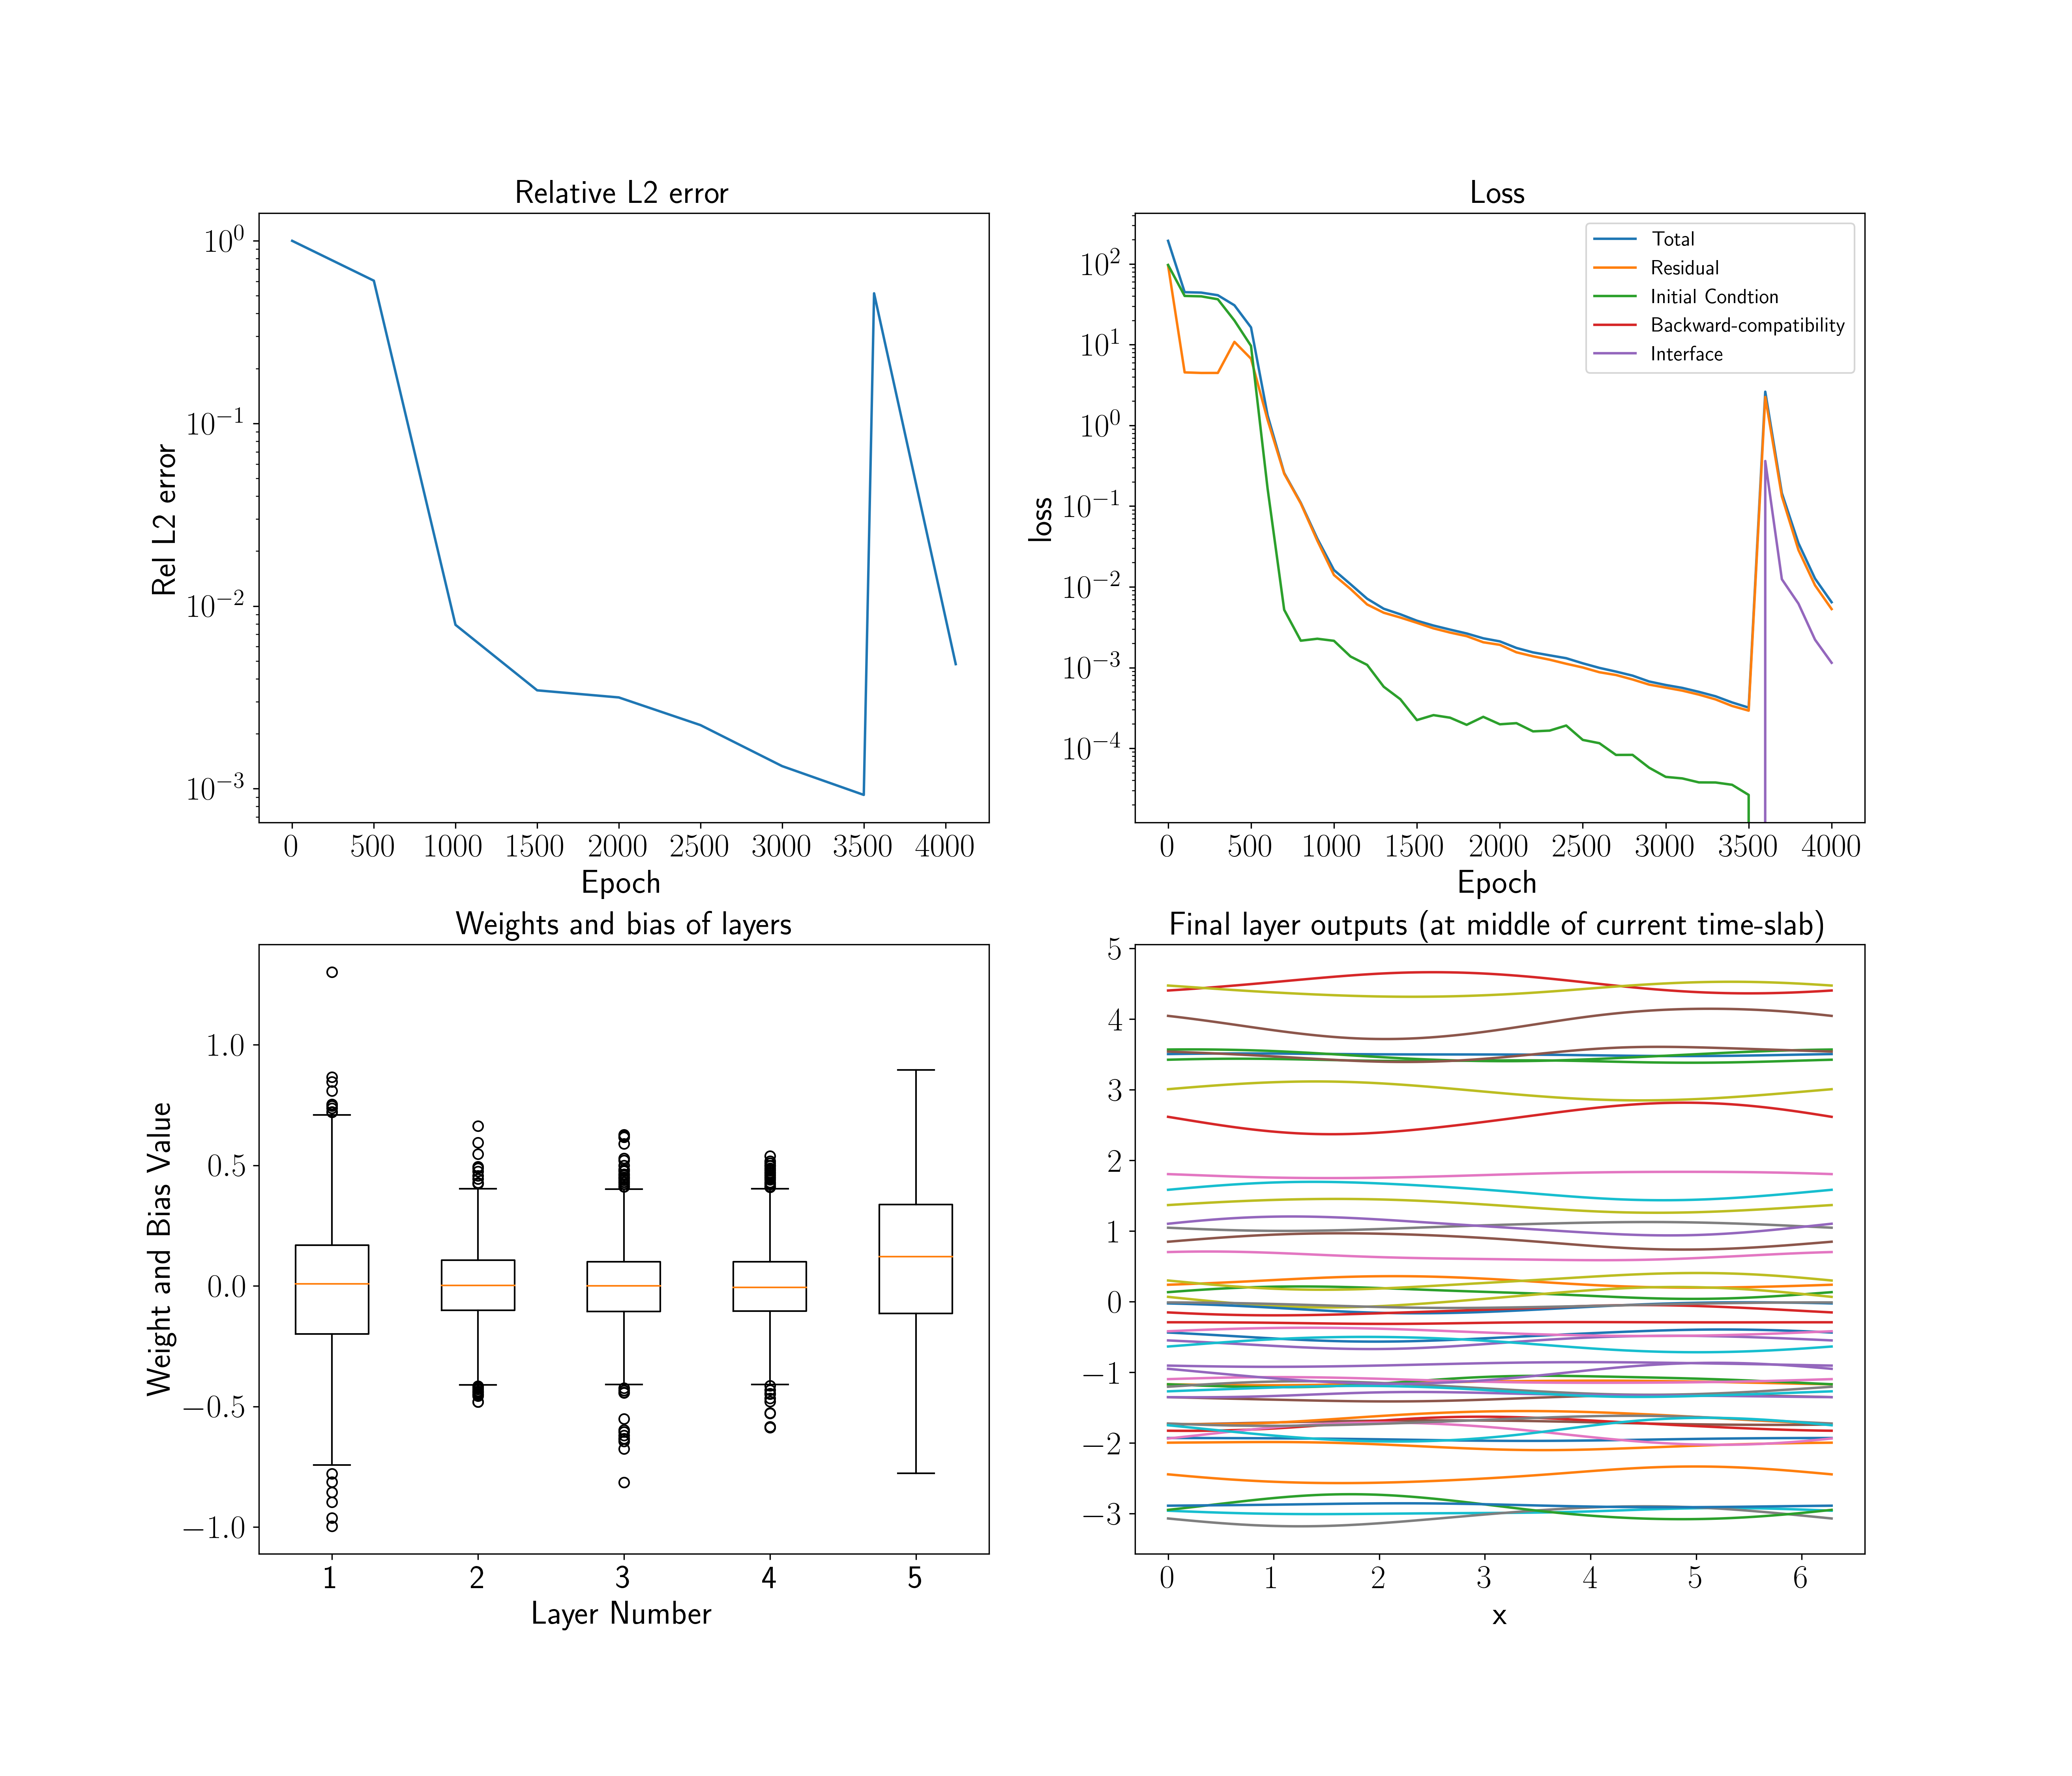 Relative L2 error
10^0
10^−1
10^−2
10^−3
Rel L2 error
0 500 1000 1500 2000 2500 3000 3500 4000
Epoch
Loss
10^2
10^1
10^0
10^−1
10^−2
10^−3
10^−4
loss
Total
Residual
Initial Condtion
Backward-compatibility
Interface
0 500 1000 1500 2000 2500 3000 3500 4000
Epoch
Weights and bias of layers
1.0
0.5
0.0
−0.5
−1.0
Weight and Bias Value
1 2 3 4 5
Layer Number
Final layer outputs (at middle of current time-slab)
5
4
3
2
1
0
−1
−2
−3
0 1 2 3 4 5 6
x